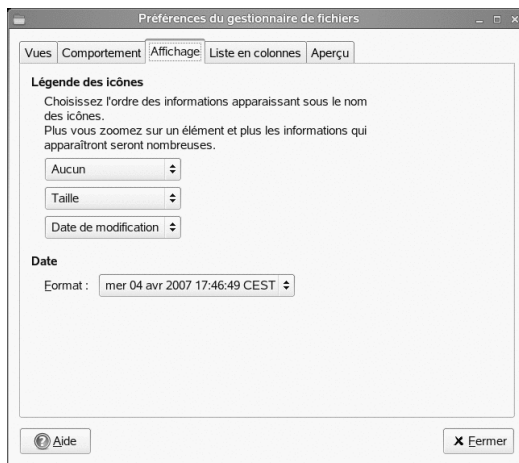 Préférences du gestionnaire de fichiers
Vues Comportement Affichage Liste en colonnes Aperçu
Légende des icônes
Choisissez l'ordre des informations apparaissant sous le nom
des icônes.
Plus vous zoomez sur un élément et plus les informations qui
apparaîtront seront nombreuses.
Aucun
Taille
Date de modification
Date
Format : mer 04 avr 2007 17:46:49 CEST
Aide Fermer